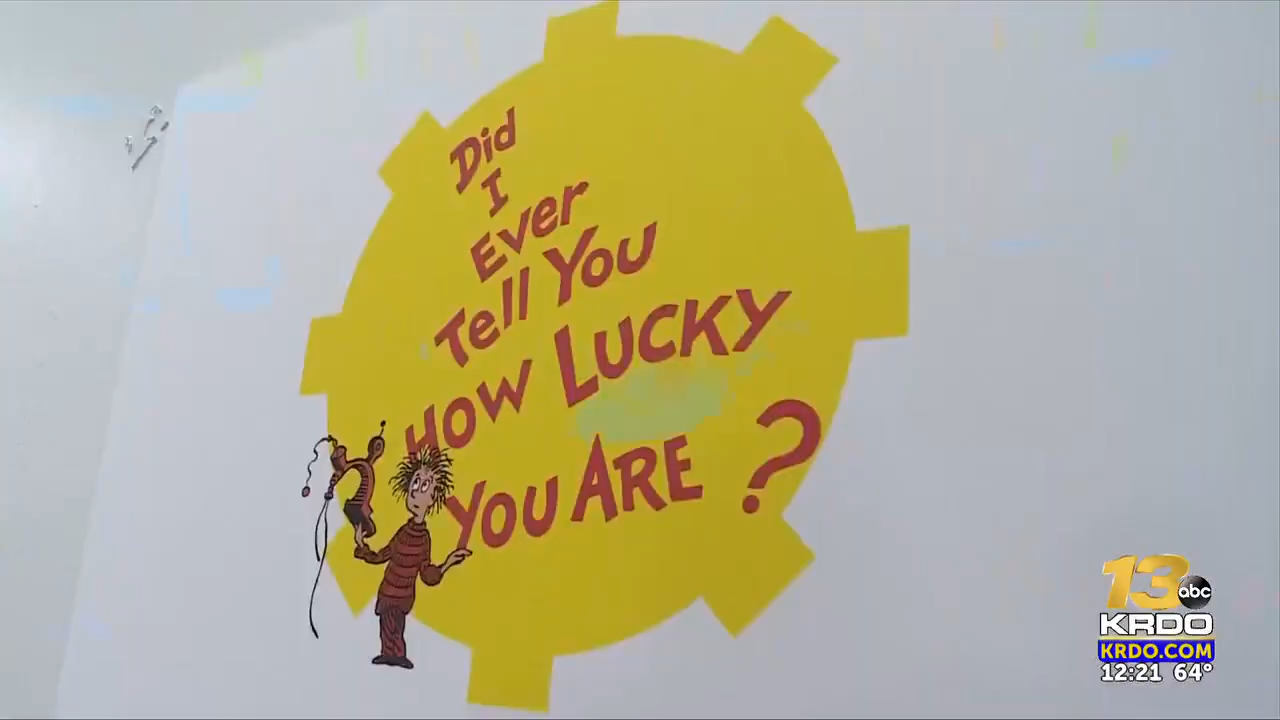 Did
I
Ever
Tell You
How Lucky
You Are?
13 abc
KRDO
KRDO.COM
12:21 64°